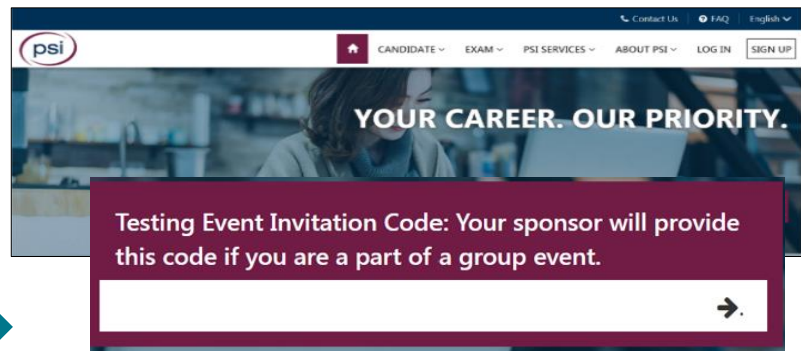 Contact Us FAQ English
psi CANDIDATE EXAM PSI SERVICES ABOUT PSI LOG IN SIGN UP
YOUR CAREER. OUR PRIORITY.
Testing Event Invitation Code: Your sponsor will provide
this code if you are a part of a group event.
.